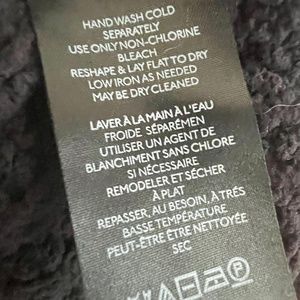 HAND WASH COLD
SEPARATELY
USE ONLY NON-CHLORINE
BLEACH
RESHAPE & LAY FLAT TO DRY
LOW IRON AS NEEDED
MAY BE DRY CLEANED
LAVER À LA MAIN À L'EAU
FROIDE SÉPARÉMEN
UTILISER UN AGENT DE
BLANCHIMENT SANS CHLORE
SI NÉCESSAIRE
REMODELER ET SÉCHER
À PLAT
REPASSER, AU BESOIN, À TRÉS
BASSE TEMPÉRATURE
PEUT-ÊTRE ÊTRE NETTOYÉE
SEC
P